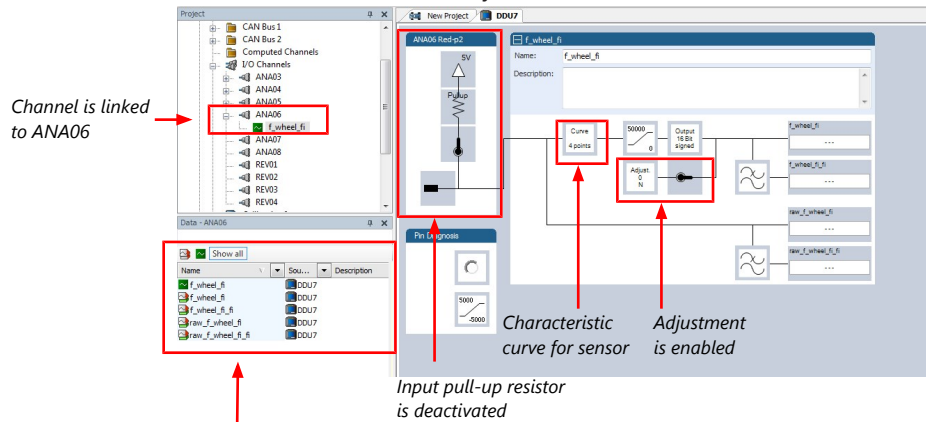 Project
CAN Bus 1
CAN Bus 2
Computed Channels
I/O Channels
ANA03
ANA04
ANA05
ANA06
f_wheel_fi
ANA07
ANA08
REV01
REV02
REV03
REV04
Channel is linked
to ANA06
Data - ANA06
Show all
Name
Sou...
Description
f_wheel_fi
DDU7
f_wheel_fi
DDU7
f_wheel_fi_fi
DDU7
raw_f_wheel_fi
DDU7
raw_f_wheel_fi_fi
DDU7
New Project
DDU7
ANA06 Red-p2
5V
Pullup
Pin Diagnosis
5000
-5000
f_wheel_fi
Name:
f_wheel_fi
Description:
Curve
4 points
50000
0
Output
16 Bit
signed
Adjust.
0
N
f_wheel_fi
---
f_wheel_fi_fi
---
raw_f_wheel_fi
---
raw_f_wheel_fi_fi
---
Characteristic
curve for sensor
Adjustment
is enabled
Input pull-up resistor
is deactivated